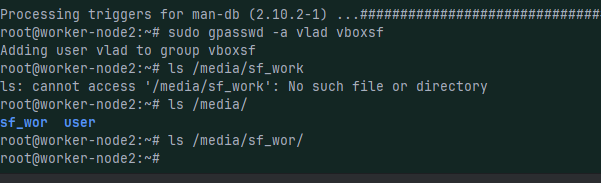 Processing triggers for man-db (2.10.2-1) ...##############################
root@worker-node2:~# sudo gpasswd -a vlad vboxsf
Adding user vlad to group vboxsf
root@worker-node2:~# ls /media/sf_work
ls: cannot access '/media/sf_work': No such file or directory
root@worker-node2:~# ls /media/
sf_wor  user
root@worker-node2:~# ls /media/sf_wor/
root@worker-node2:~#